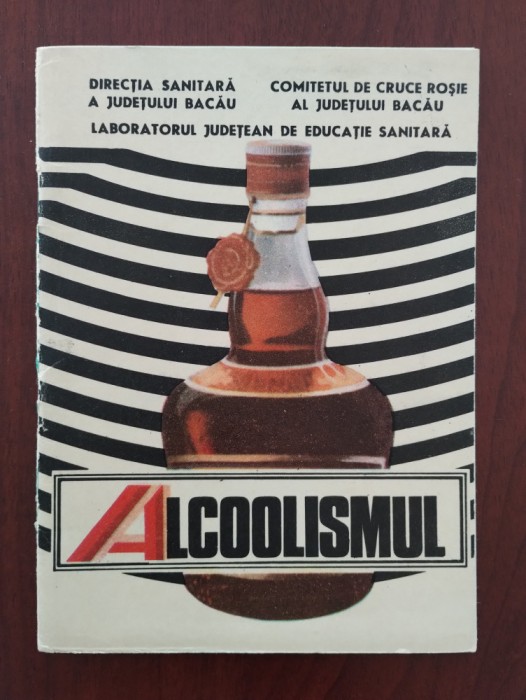 DIRECȚIA SANITARĂ
A JUDEȚULUI BACĂU
COMITETUL DE CRUCE ROȘIE
AL JUDEȚULUI BACĂU
LABORATORUL JUDEȚEAN DE EDUCAȚIE SANITARĂ
ALCOOLISMUL